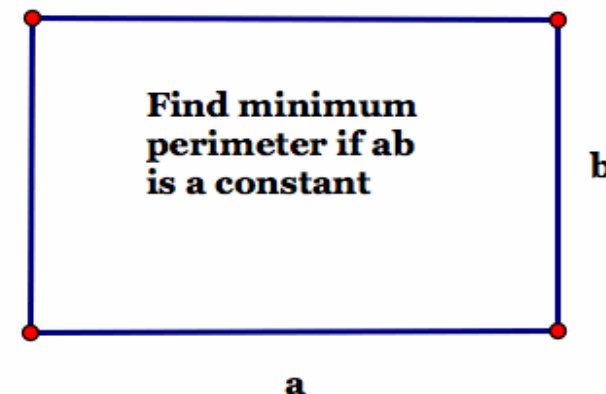 Find minimum
perimeter if ab
is a constant
b
a